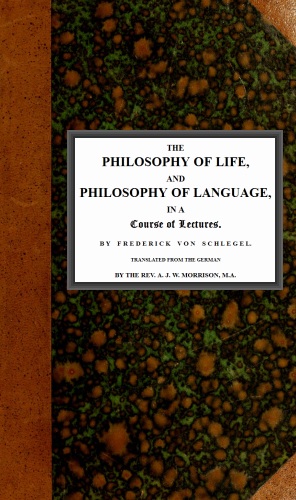 THE
PHILOSOPHY OF LIFE,
AND
PHILOSOPHY OF LANGUAGE,
IN A
Course of Lectures.
BY FREDERICK VON SCHLEGEL.
TRANSLATED FROM THE GERMAN
BY THE REV. A. J. W. MORRISON, M.A.